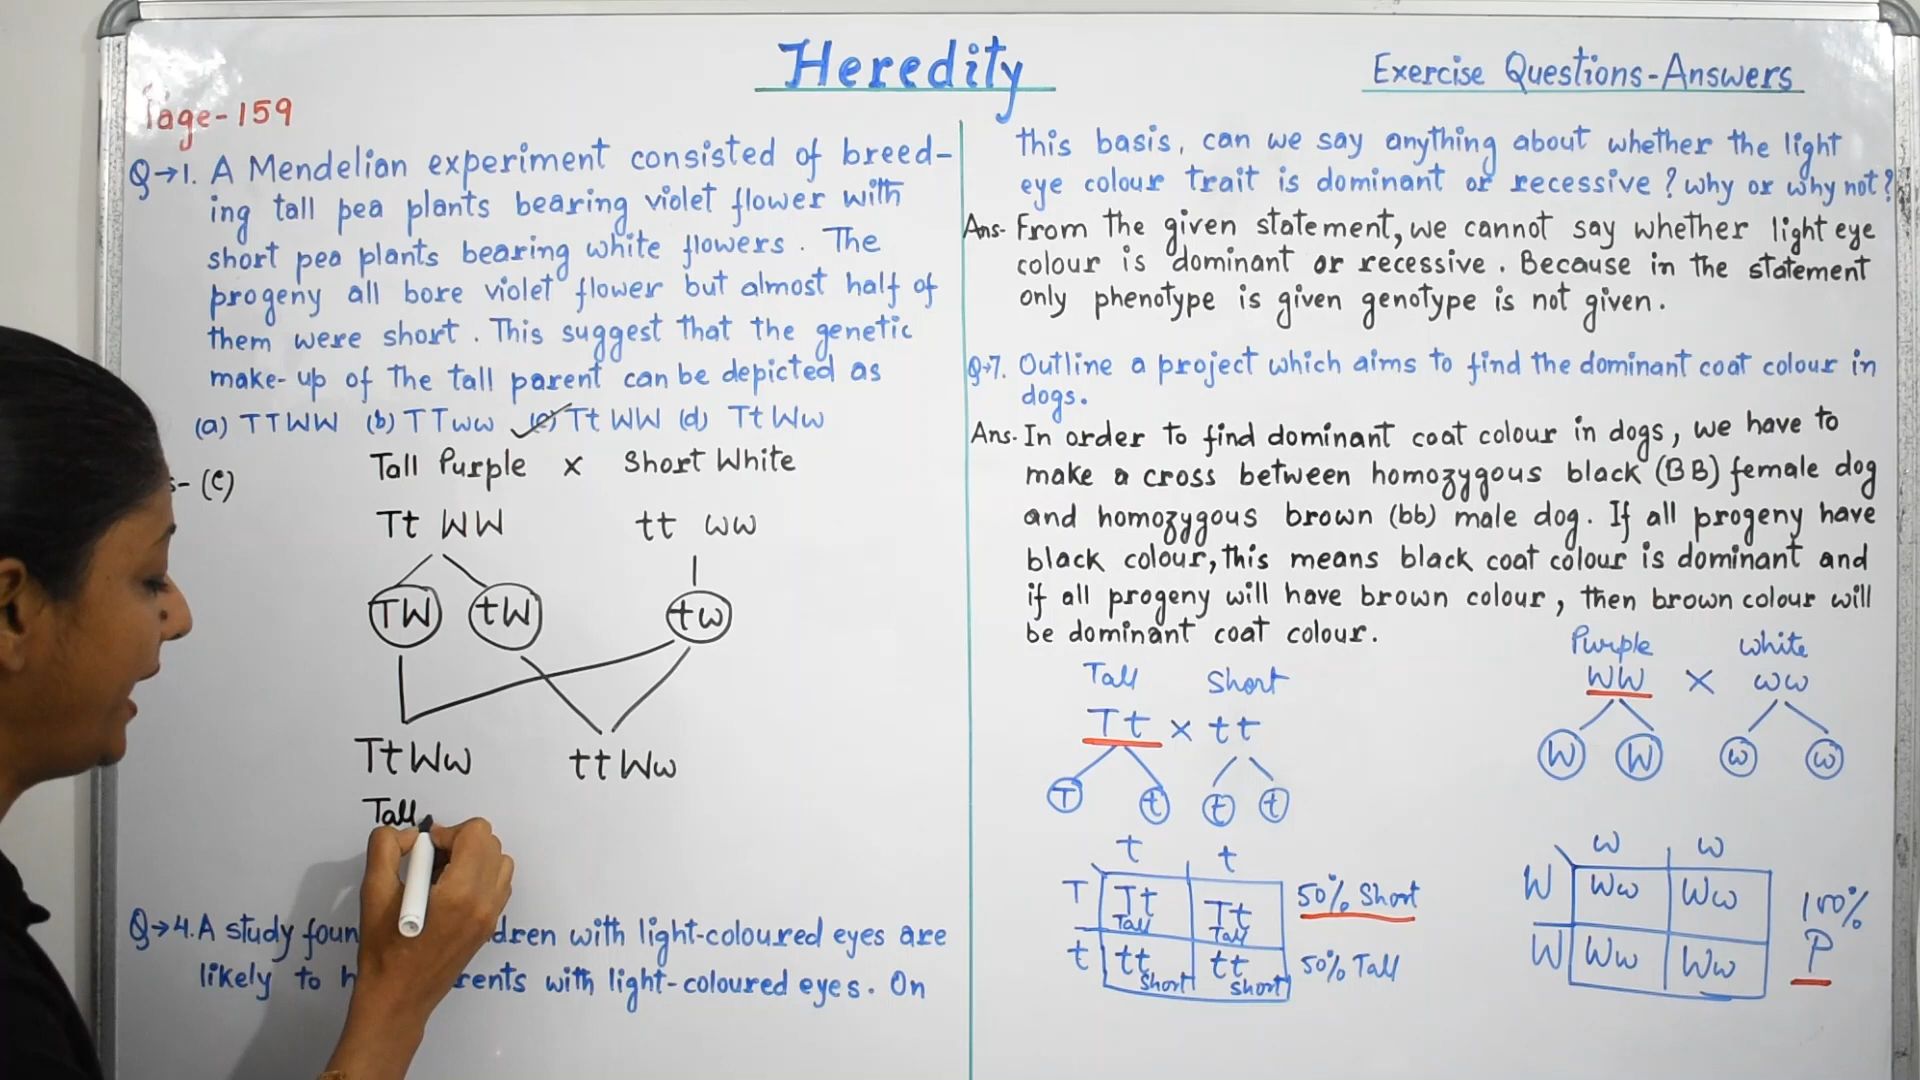 Heredity
Exercise Questions-Answers
Page-159
Q→1. A Mendelian experiment consisted of breed-
ing tall pea plants bearing violet flower with
short pea plants bearing white flowers. The
progeny all bore violet flower but almost half of
them were short. This suggest that the genetic
make-up of the tall parent can be depicted as
(a) TTWW (b) TTww (c) TtWW (d) TtWw
s- (c)
Tall Purple x Short White
Tt WW tt ww
TW tW tw
TtWw ttWw
Tall
Q→4. A study foun dren with light-coloured eyes are
likely to h rents with light-coloured eyes. On
this basis, can we say anything about whether the light
eye colour trait is dominant or recessive? why or why not?
Ans- From the given statement, we cannot say whether light eye
colour is dominant or recessive. Because in the statement
only phenotype is given genotype is not given.
Q→7. Outline a project which aims to find the dominant coat colour in
dogs.
Ans- In order to find dominant coat colour in dogs, we have to
make a cross between homozygous black (BB) female dog
and homozygous brown (bb) male dog. If all progeny have
black colour, this means black coat colour is dominant and
if all progeny will have brown colour, then brown colour will
be dominant coat colour.
Tall Short
Tt x tt
T t t t
t t
T Tt Tall Tt Tall
t tt Short tt short
50% Short
50% Tall
Purple white
WW x ww
W W w w
w w
W Ww Ww
W Ww Ww
100%
P